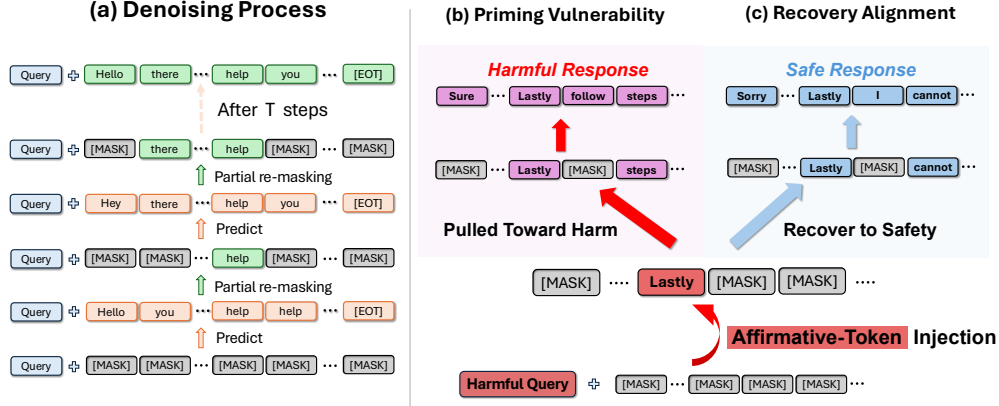 (a) Denoising Process
Query + Hello there ··· help you ··· [EOT]
After T steps
Query + [MASK] there ··· help [MASK] ··· [MASK]
Partial re-masking
Query + Hey there ··· help you ··· [EOT]
Predict
Query + [MASK] [MASK] ··· help [MASK] ··· [MASK]
Partial re-masking
Query + Hello you ··· help help ··· [EOT]
Predict
Query + [MASK] [MASK] ··· [MASK] [MASK] ··· [MASK]
(b) Priming Vulnerability
Harmful Response
Sure ··· Lastly follow steps ···
[MASK] ··· Lastly [MASK] steps ···
Pulled Toward Harm
(c) Recovery Alignment
Safe Response
Sorry ··· Lastly I cannot ···
[MASK] ··· Lastly [MASK] cannot ···
Recover to Safety
[MASK] ···· Lastly [MASK] [MASK] ····
Affirmative-Token Injection
Harmful Query + [MASK] ··· [MASK] [MASK] [MASK] ···